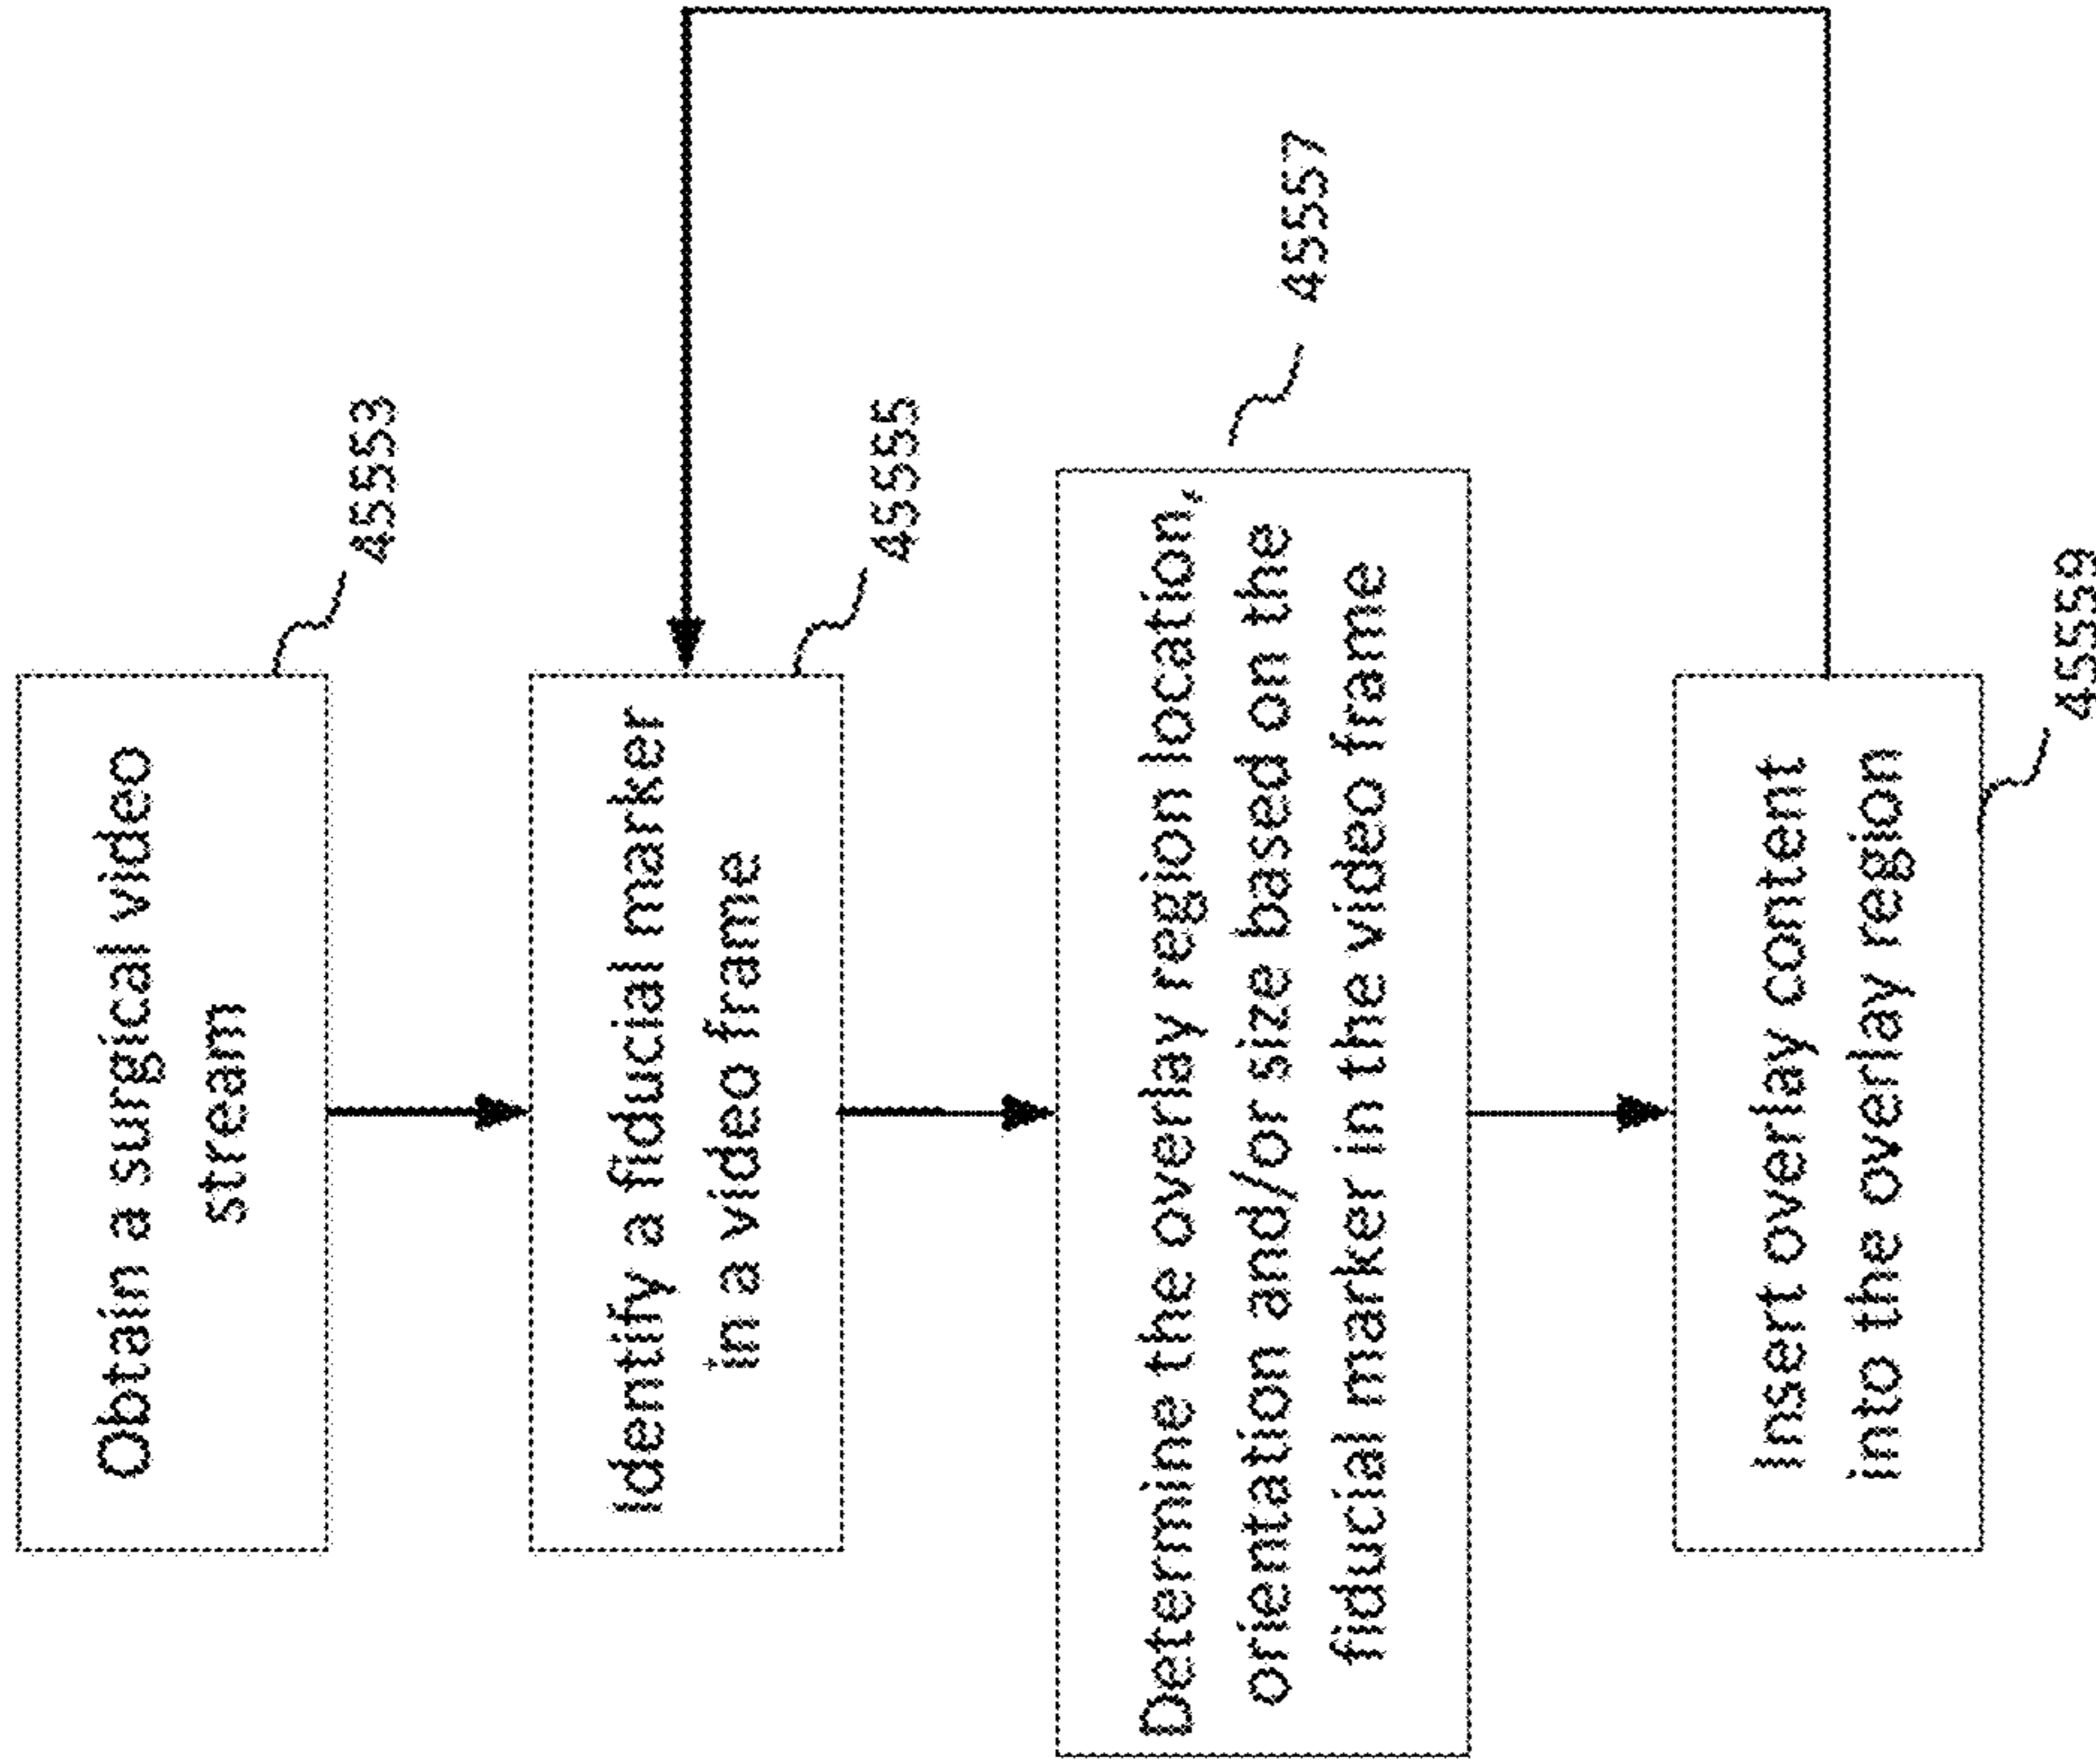 Obtain a surgical video
stream
45553
Identify a fiducial marker
in a video frame
45555
Determine the overlay region location,
orientation and/or size based on the
fiducial marker in the video frame
45557
Insert overlay content
into the overlay region
45559